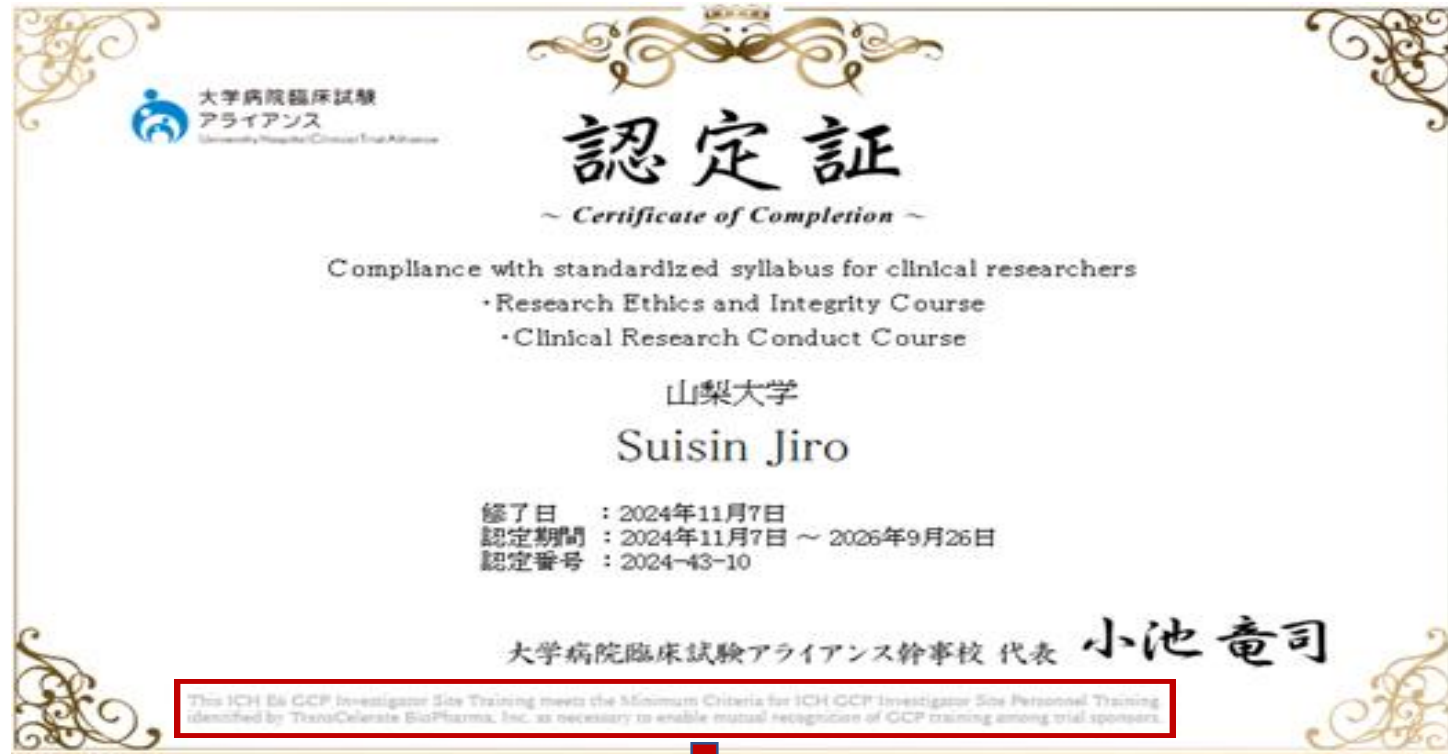 大学病院臨床試験
アライアンス
University Hospital Clinical Trial Alliance
認定証
~ Certificate of Completion ~
Compliance with standardized syllabus for clinical researchers
・Research Ethics and Integrity Course
・Clinical Research Conduct Course
山梨大学
Suisin Jiro
修了日 :2024年11月7日
認定期間 :2024年11月7日 ~ 2026年9月26日
認定番号 :2024-43-10
大学病院臨床試験アライアンス幹事校 代表 小池 竜司
This ICH E6 GCP Investigator Site Training meets the Minimum Criteria for ICH GCP Investigator Site Personnel Training
identified by TransCelerate BioPharma, Inc. as necessary to enable mutual recognition of GCP training among trial sponsors.